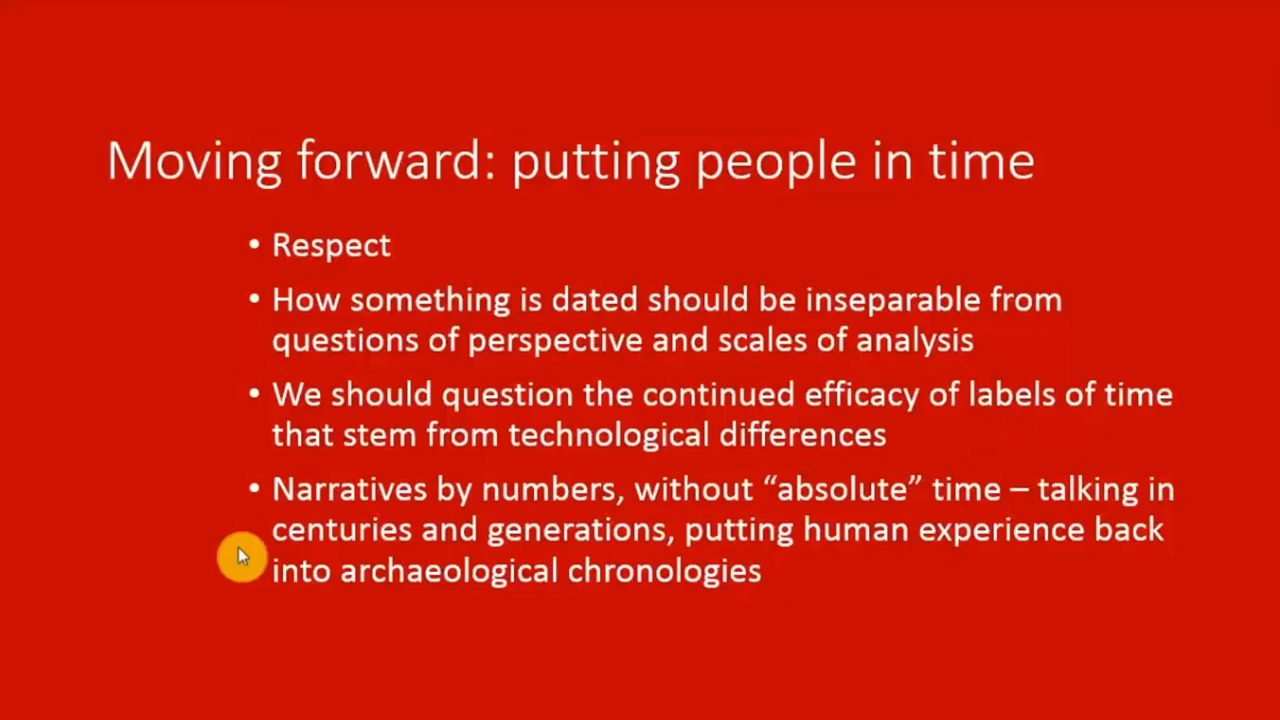 Moving forward: putting people in time
• Respect
• How something is dated should be inseparable from
questions of perspective and scales of analysis
• We should question the continued efficacy of labels of time
that stem from technological differences
• Narratives by numbers, without “absolute” time – talking in
centuries and generations, putting human experience back
into archaeological chronologies